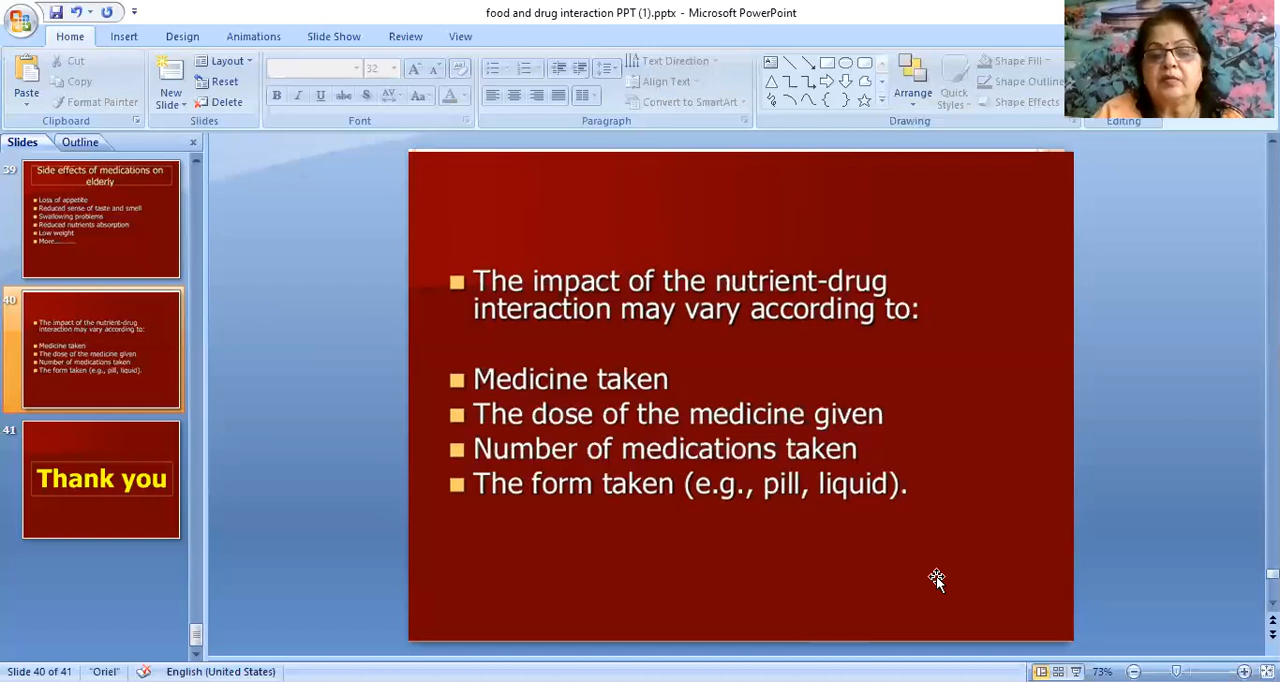 food and drug interaction PPT (1).pptx - Microsoft PowerPoint
Home Insert Design Animations Slide Show Review View
Paste
Cut
Copy
Format Painter
Clipboard
New
Slide
Layout
Reset
Delete
Slides
32
B I U abc S AV Aa A
Font
Text Direction
Align Text
Convert to SmartArt
Paragraph
Arrange
Quick
Styles
Shape Fill
Shape Outline
Shape Effects
Drawing
Editing
Slides Outline
39
Side effects of medications on
elderly
Loss of appetite
Reduced sense of taste and smell
Swallowing problems
Reduced nutrients absorption
Low weight
More..........
40
The impact of the nutrient-drug
interaction may vary according to:
Medicine taken
The dose of the medicine given
Number of medications taken
The form taken (e.g., pill, liquid).
41
Thank you
The impact of the nutrient-drug
interaction may vary according to:
Medicine taken
The dose of the medicine given
Number of medications taken
The form taken (e.g., pill, liquid).
Slide 40 of 41 "Oriel" English (United States) 73%